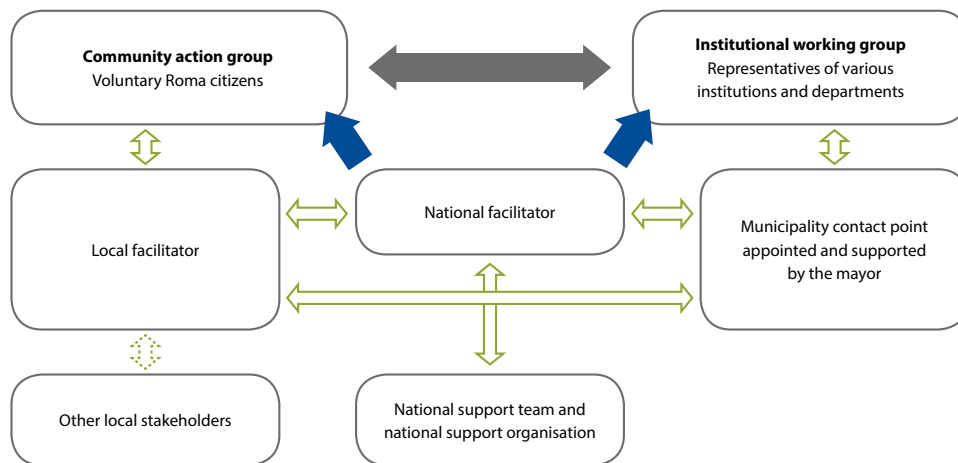 Community action group
Voluntary Roma citizens
Institutional working group
Representatives of various
institutions and departments
Local facilitator
National facilitator
Municipality contact point
appointed and supported
by the mayor
Other local stakeholders
National support team and
national support organisation